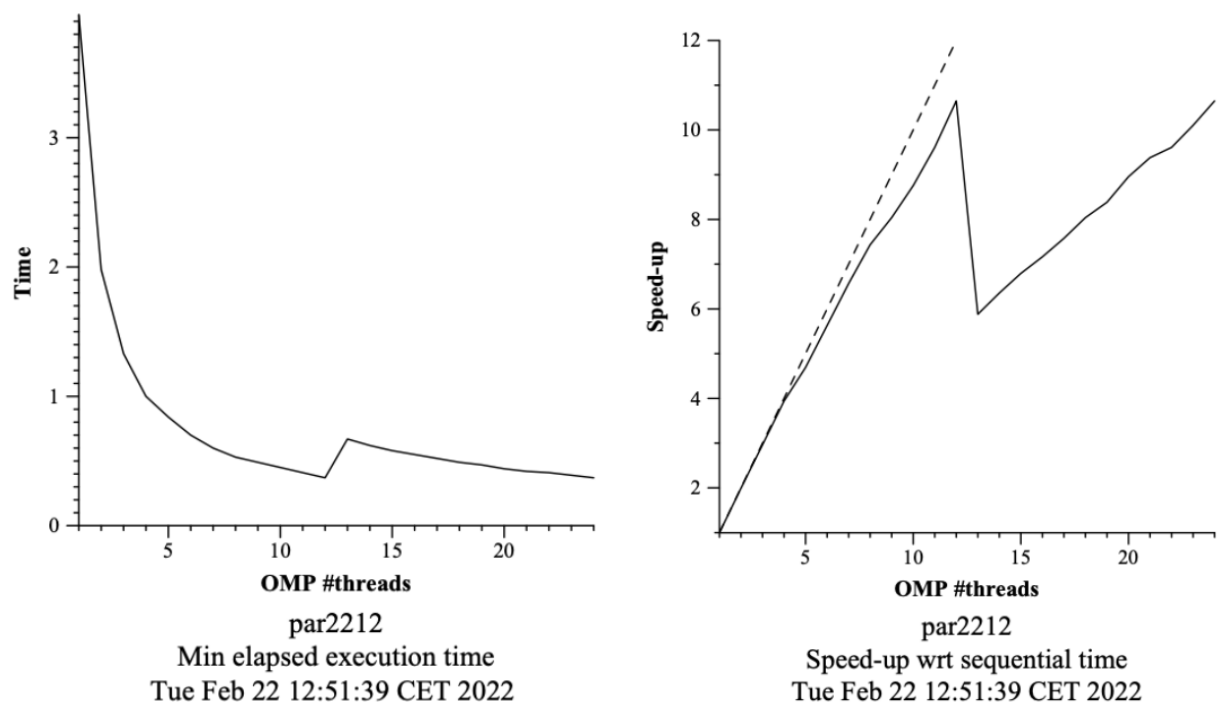 Time
3
2
1
0
5
10
15
20
OMP #threads
par2212
Min elapsed execution time
Tue Feb 22 12:51:39 CET 2022
Speed-up
12
10
8
6
4
2
5
10
15
20
OMP #threads
par2212
Speed-up wrt sequential time
Tue Feb 22 12:51:39 CET 2022